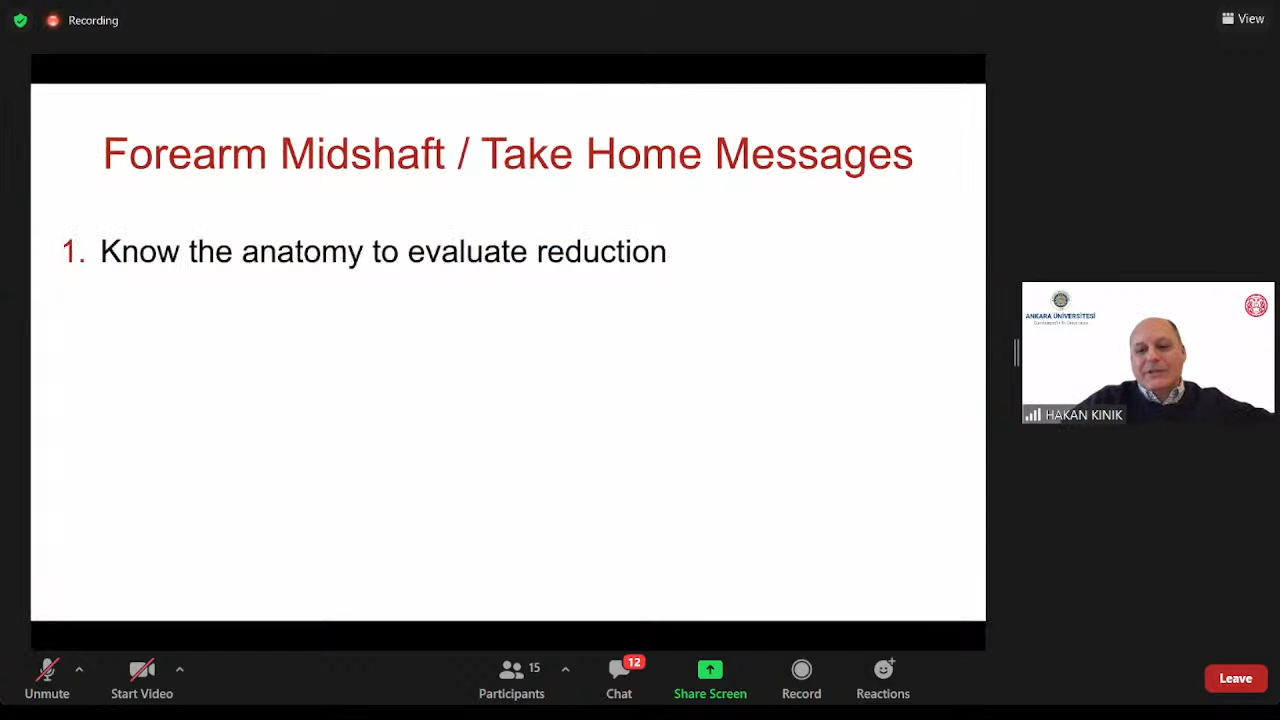 Recording
View
Forearm Midshaft / Take Home Messages
1. Know the anatomy to evaluate reduction
ANKARA ÜNİVERSİTESİ
HAKAN KINIK
12
15
Unmute
Start Video
Participants
Chat
Share Screen
Record
Reactions
Leave